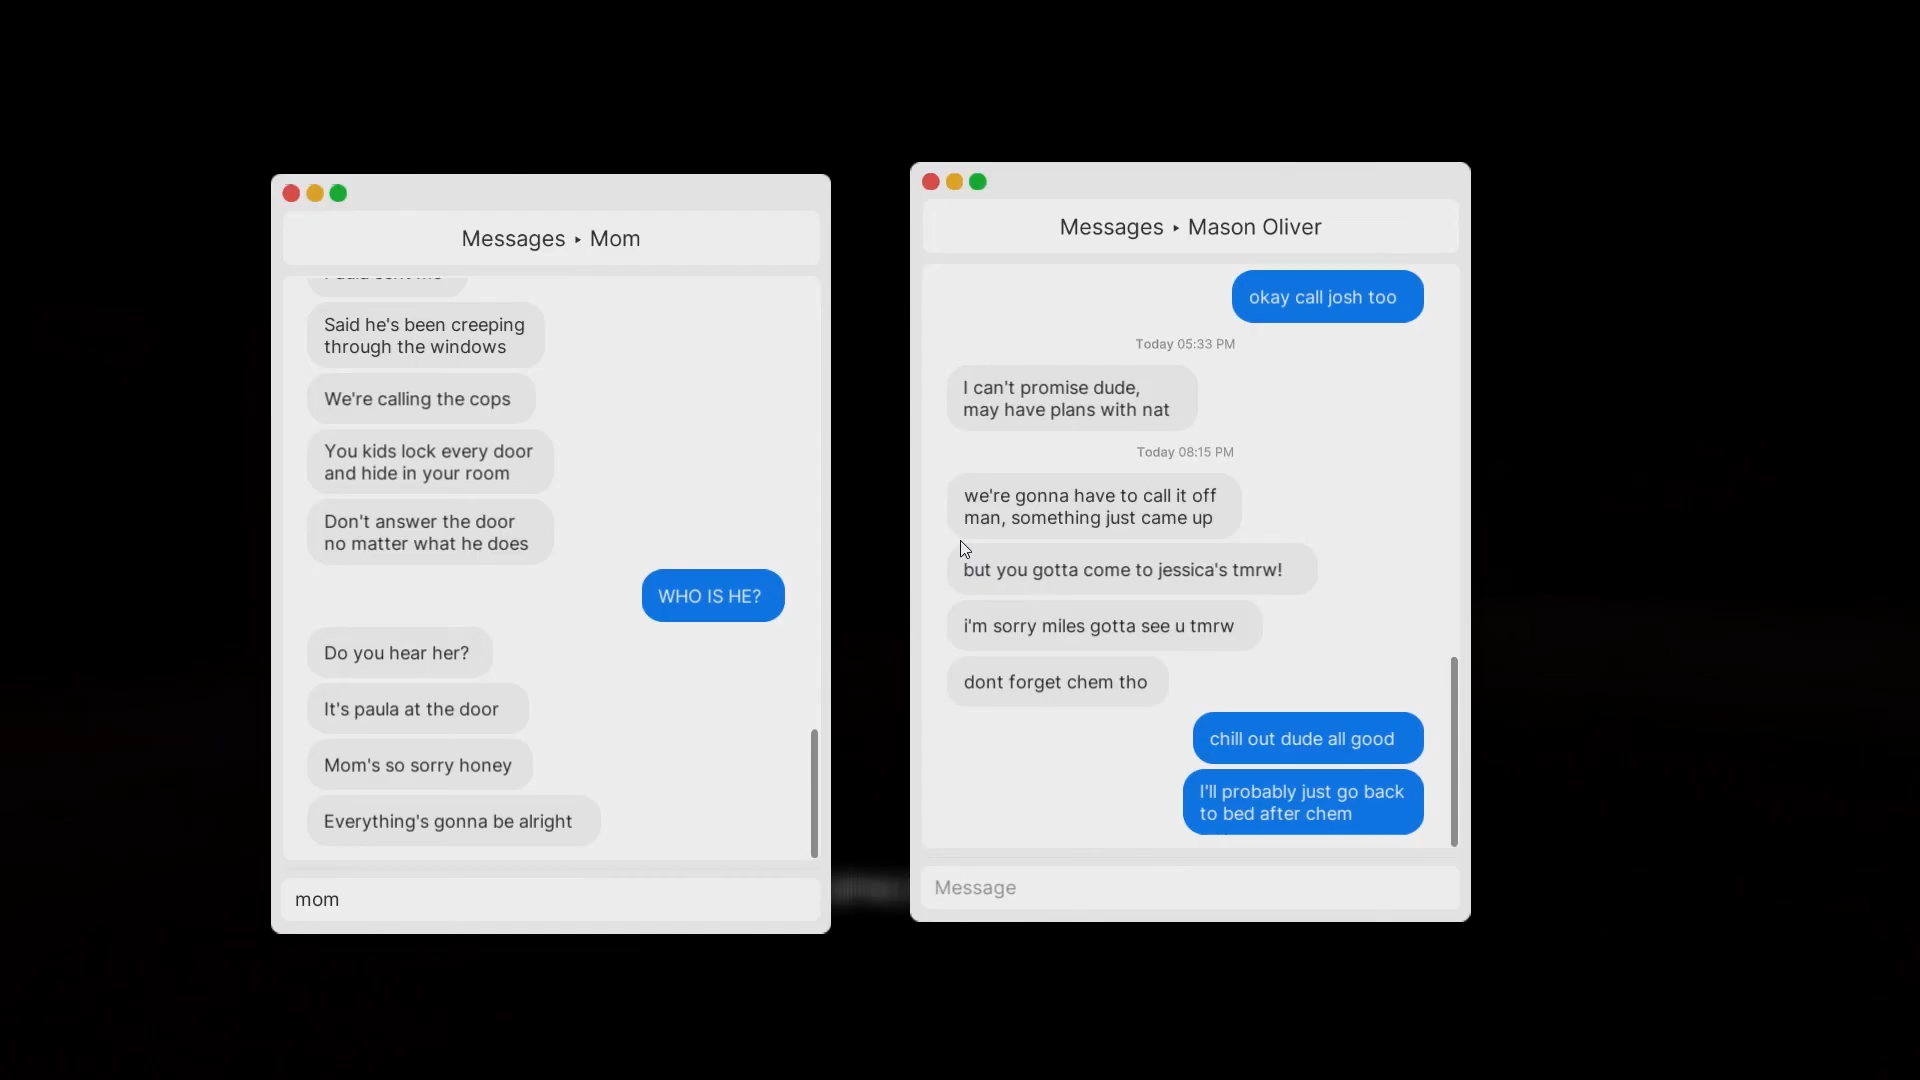 Messages ‣ Mom
Said he's been creeping
through the windows
We're calling the cops
You kids lock every door
and hide in your room
Don't answer the door
no matter what he does
WHO IS HE?
Do you hear her?
It's paula at the door
Mom's so sorry honey
Everything's gonna be alright
mom
Messages ‣ Mason Oliver
okay call josh too
Today 05:33 PM
I can't promise dude,
may have plans with nat
Today 08:15 PM
we're gonna have to call it off
man, something just came up
but you gotta come to jessica's tmrw!
i'm sorry miles gotta see u tmrw
dont forget chem tho
chill out dude all good
I'll probably just go back
to bed after chem
Message